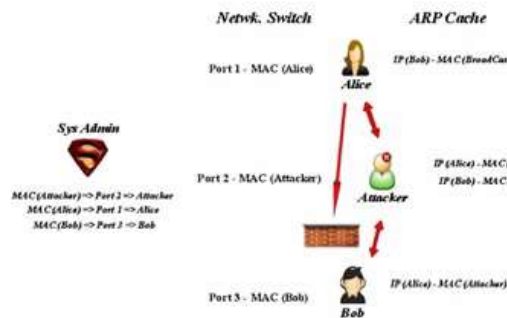 Netwk. Switch
ARP Cache
Port 1 - MAC (Alice)
IP(Bob) - MAC(BroadCas
Alice
Sys Admin
Port 2 - MAC (Attacker)
IP(Alice) - MAC(
IP(Bob) - MAC(
Attacker
MAC(Attacker) => Port 2 => Attacker
MAC(Alice) => Port 1 => Alice
MAC(Bob) => Port 3 => Bob
Port 3 - MAC (Bob)
IP(Alice) - MAC(Attacker)
Bob